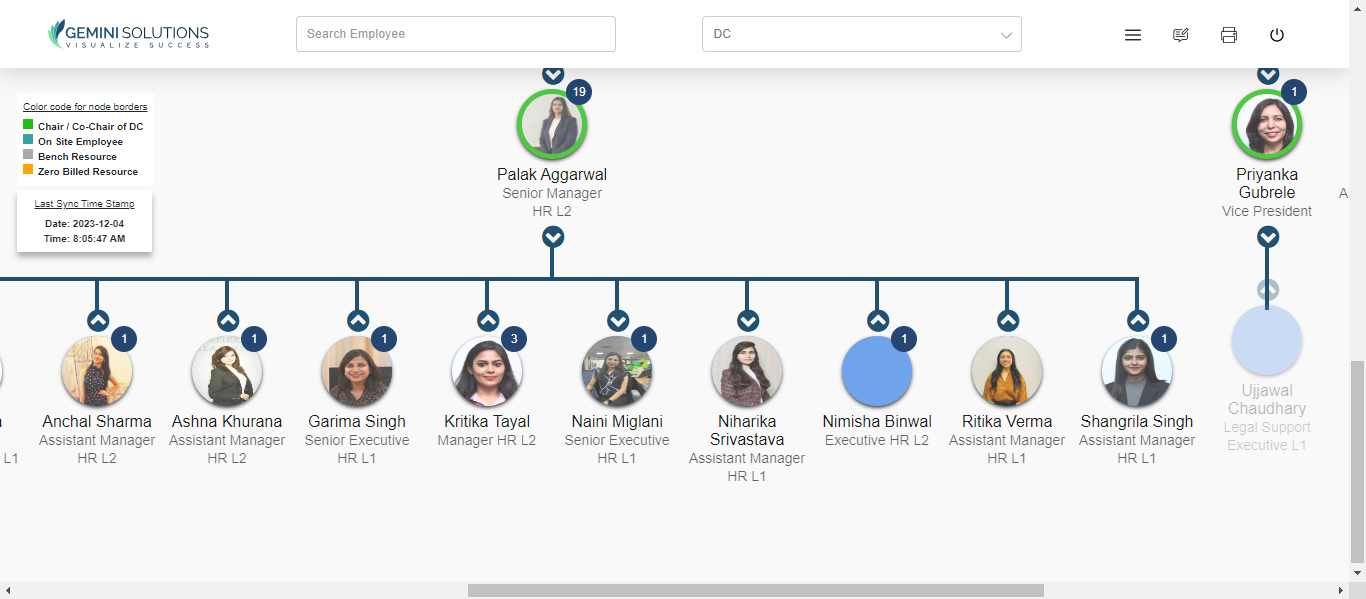 GEMINI SOLUTIONS
VISUALIZE SUCCESS
Search Employee
DC
Color code for node borders
Chair / Co-Chair of DC
On Site Employee
Bench Resource
Zero Billed Resource
Last Sync Time Stamp
Date: 2023-12-04
Time: 8:05:47 AM
19
Palak Aggarwal
Senior Manager
HR L2
1
Priyanka
Gubrele
Vice President
A
a
L1
1
Anchal Sharma
Assistant Manager
HR L2
1
Ashna Khurana
Assistant Manager
HR L2
1
Garima Singh
Senior Executive
HR L1
3
Kritika Tayal
Manager HR L2
1
Naini Miglani
Senior Executive
HR L1
Niharika
Srivastava
Assistant Manager
HR L1
1
Nimisha Binwal
Executive HR L2
Ritika Verma
Assistant Manager
HR L1
1
Shangrila Singh
Assistant Manager
HR L1
Ujjawal
Chaudhary
Legal Support
Executive L1